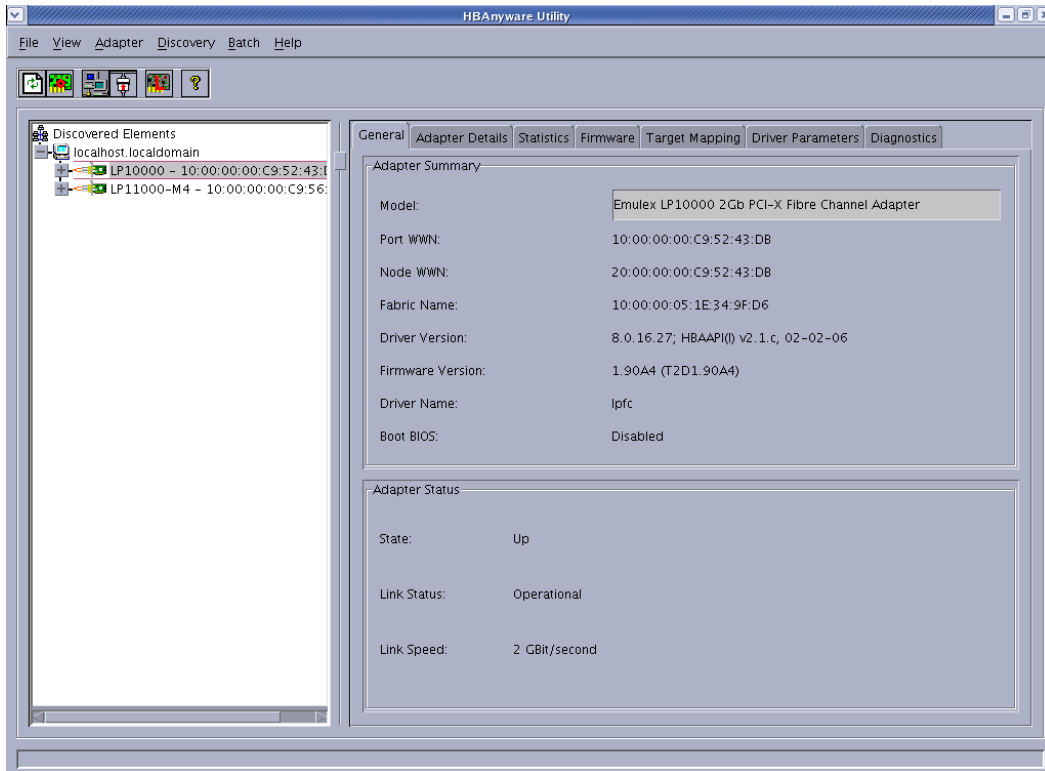 HBAnyware Utility
File View Adapter Discovery Batch Help
Discovered Elements
localhost.localdomain
LP10000 - 10:00:00:00:C9:52:43:
LP11000-M4 - 10:00:00:00:C9:56:
General Adapter Details Statistics Firmware Target Mapping Driver Parameters Diagnostics
Adapter Summary
Model: Emulex LP10000 2Gb PCI-X Fibre Channel Adapter
Port WWN: 10:00:00:00:C9:52:43:DB
Node WWN: 20:00:00:00:C9:52:43:DB
Fabric Name: 10:00:00:05:1E:34:9F:D6
Driver Version: 8.0.16.27; HBAAPI(I) v2.1.c, 02-02-06
Firmware Version: 1.90A4 (T2D1.90A4)
Driver Name: lpfc
Boot BIOS: Disabled
Adapter Status
State: Up
Link Status: Operational
Link Speed: 2 GBit/second